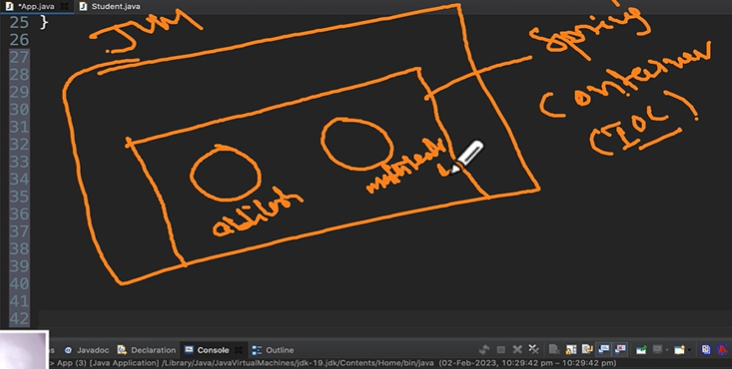 *App.java Student.java
25 }
26
27
28
29
30
31
32
33
34
35
36
37
38
39
40
41
42
JVM
Spring
Container
(IOC)
Javadoc Declaration Console Outline
> App (3) [Java Application] /Library/Java/JavaVirtualMachines/jdk-19.jdk/Contents/Home/bin/java (02-Feb-2023, 10:29:42 pm – 10:29:42 pm)